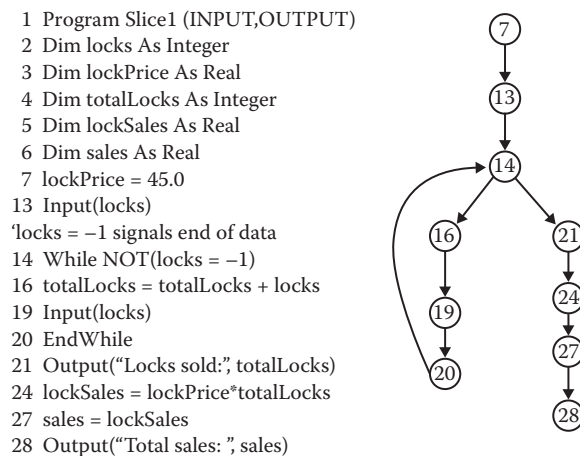 1 Program Slice1 (INPUT,OUTPUT)
2 Dim locks As Integer
3 Dim lockPrice As Real
4 Dim totalLocks As Integer
5 Dim lockSales As Real
6 Dim sales As Real
7 lockPrice = 45.0
13 Input(locks)
‘locks = –1 signals end of data
14 While NOT(locks = –1)
16 totalLocks = totalLocks + locks
19 Input(locks)
20 EndWhile
21 Output(“Locks sold:”, totalLocks)
24 lockSales = lockPrice*totalLocks
27 sales = lockSales
28 Output(“Total sales: ”, sales)
7
13
14
16
21
19
24
20
27
28